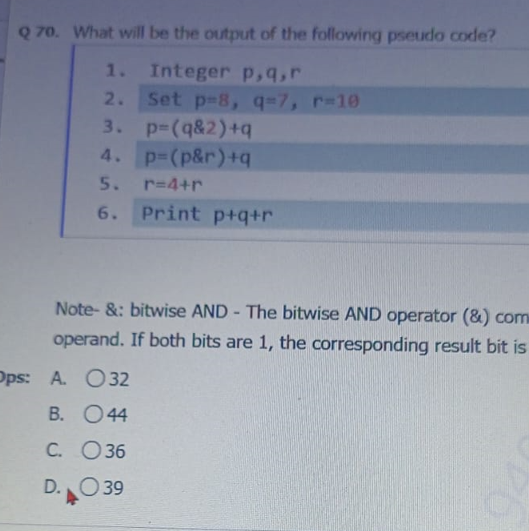 Q 70. What will be the output of the following pseudo code?
1. Integer p,q,r
2. Set p=8, q=7, r=10
3. p=(q&2)+q
4. p=(p&r)+q
5. r=4+r
6. Print p+q+r
Note- &: bitwise AND - The bitwise AND operator (&) com
operand. If both bits are 1, the corresponding result bit is
Ops: A. 32
B. 44
C. 36
D. 39